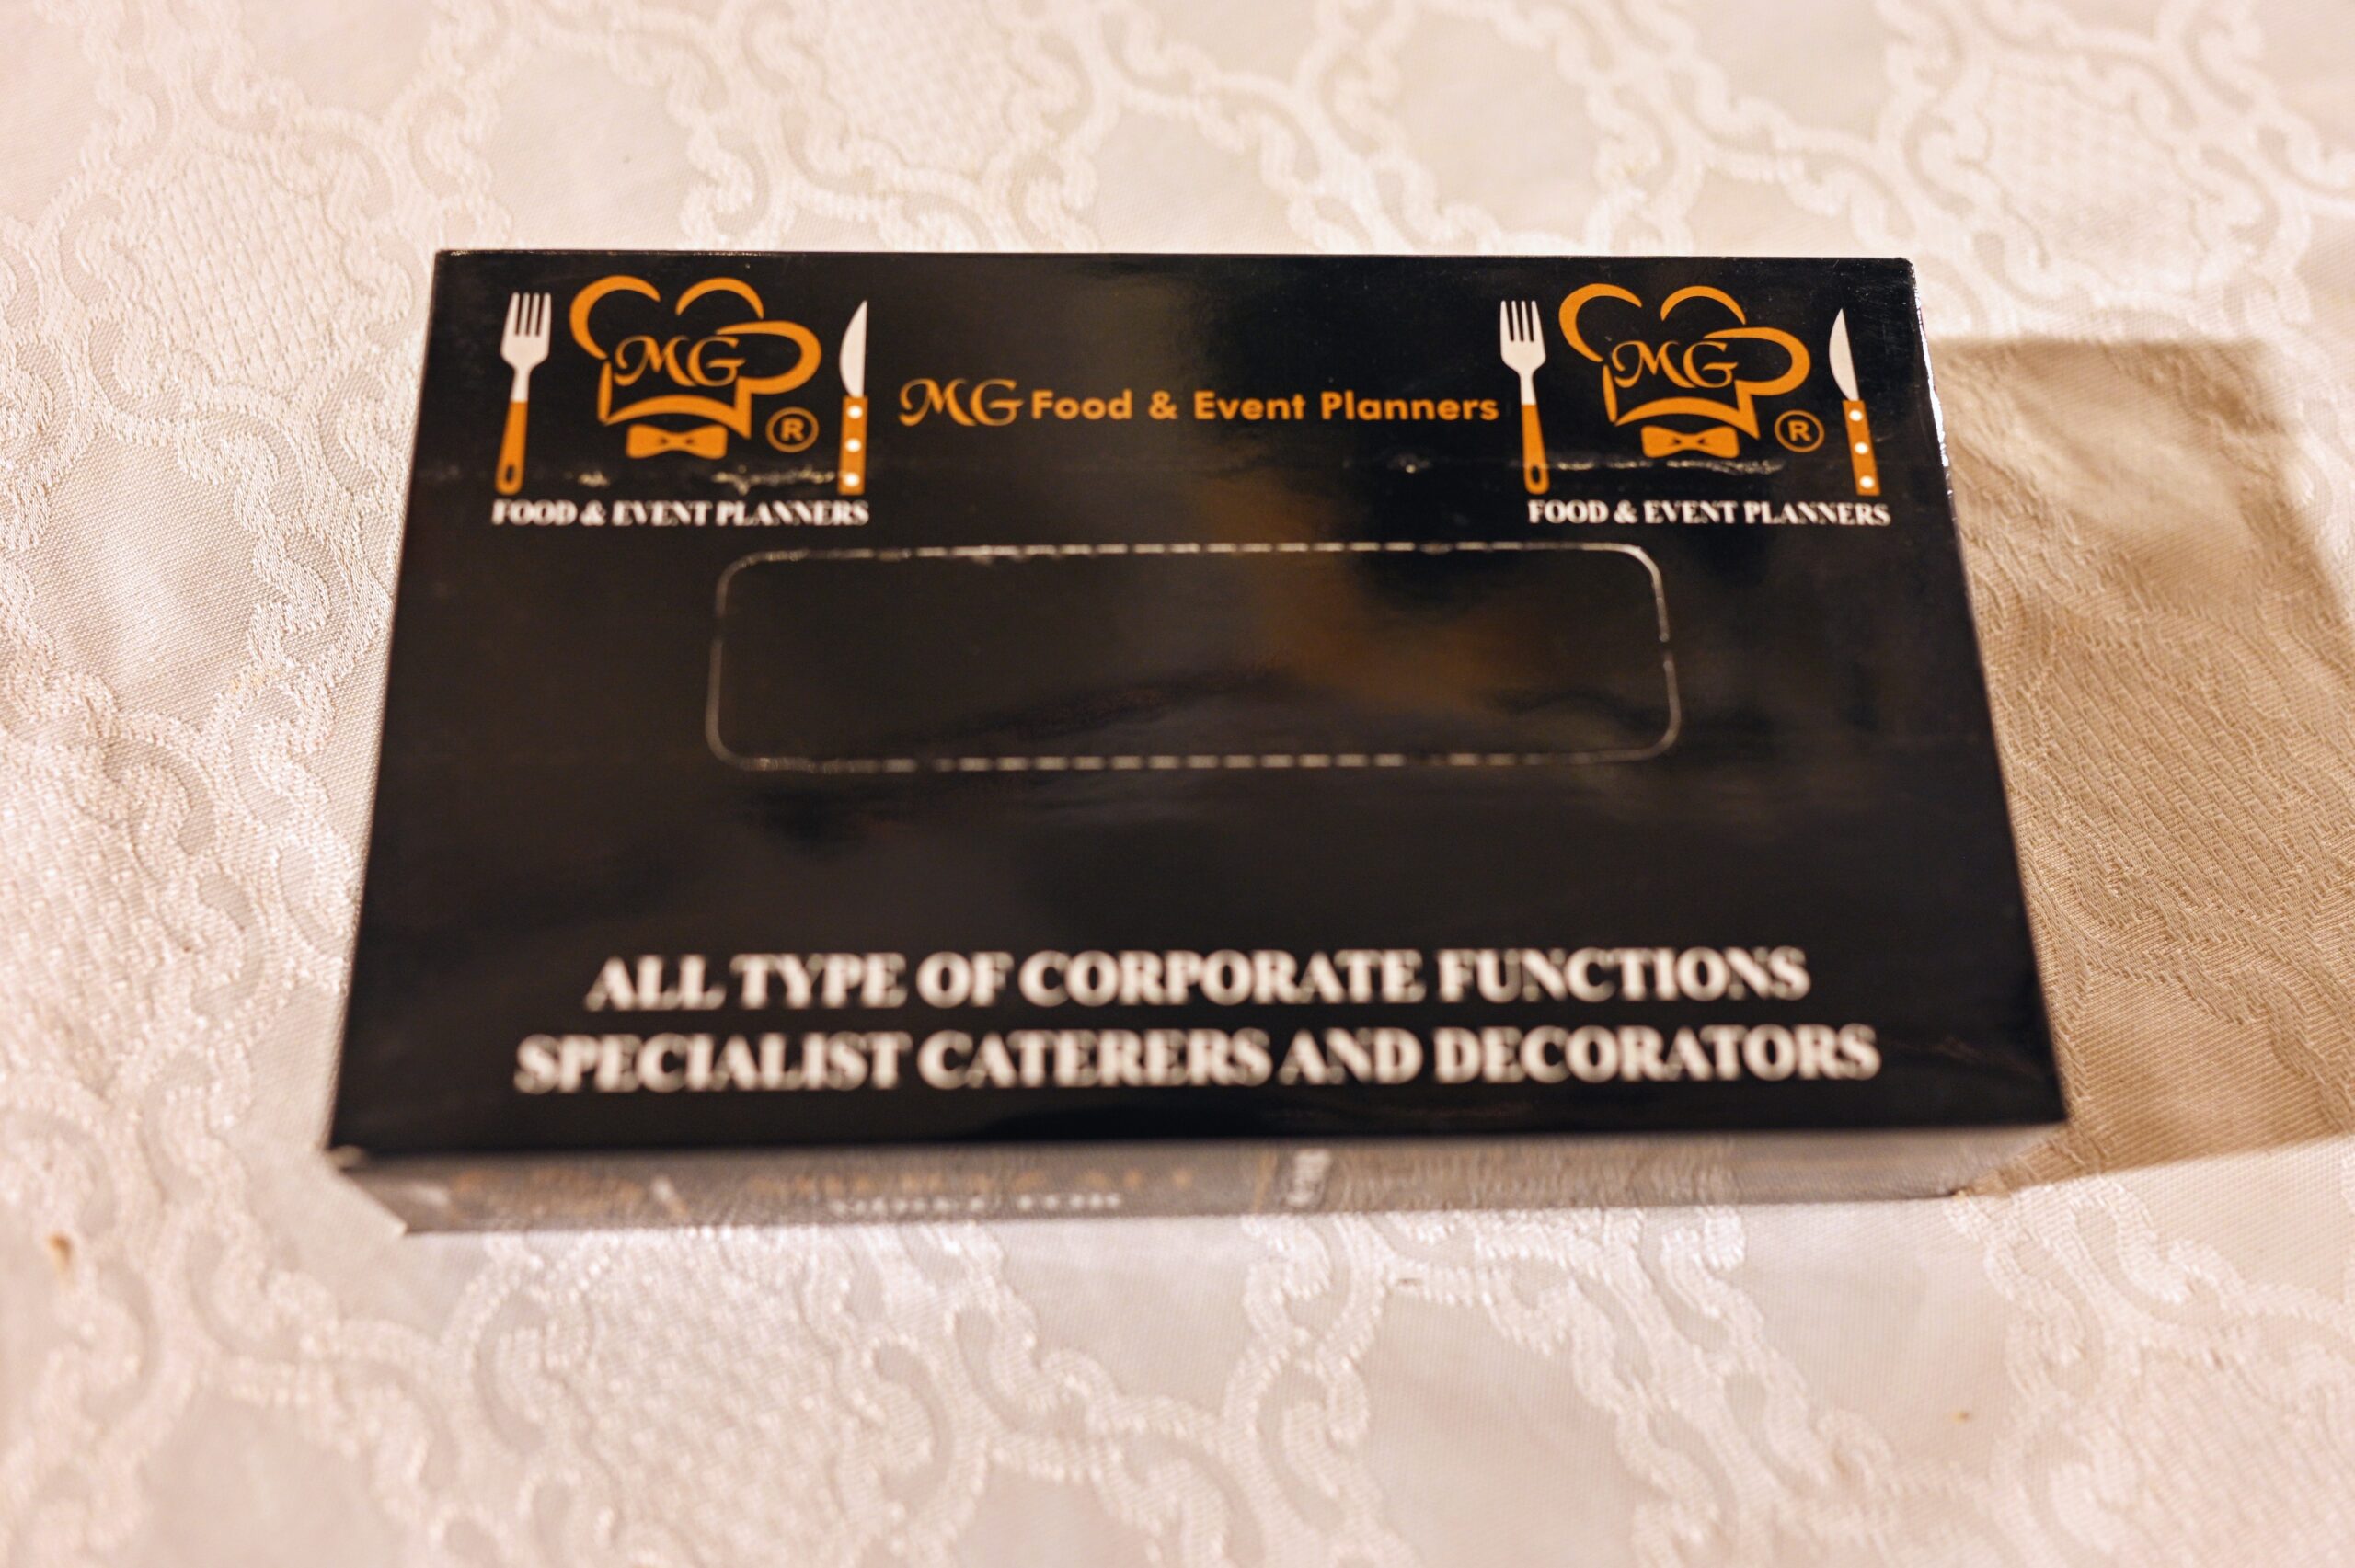 MG
®
FOOD & EVENT PLANNERS
MG Food & Event Planners
MG
®
FOOD & EVENT PLANNERS
ALL TYPE OF CORPORATE FUNCTIONS
SPECIALIST CATERERS AND DECORATORS